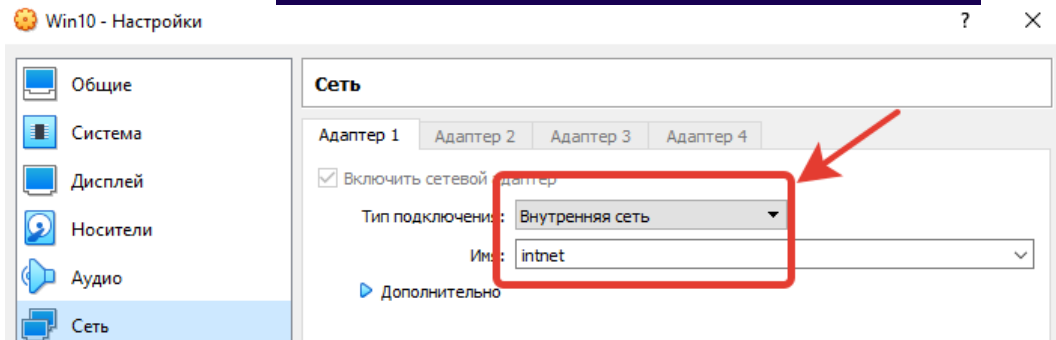 Win10 - Настройки
?
Общие
Система
Дисплей
Носители
Аудио
Сеть
Сеть
Адаптер 1 Адаптер 2 Адаптер 3 Адаптер 4
Включить сетевой адаптер
Тип подключения: Внутренняя сеть
Имя: intnet
Дополнительно